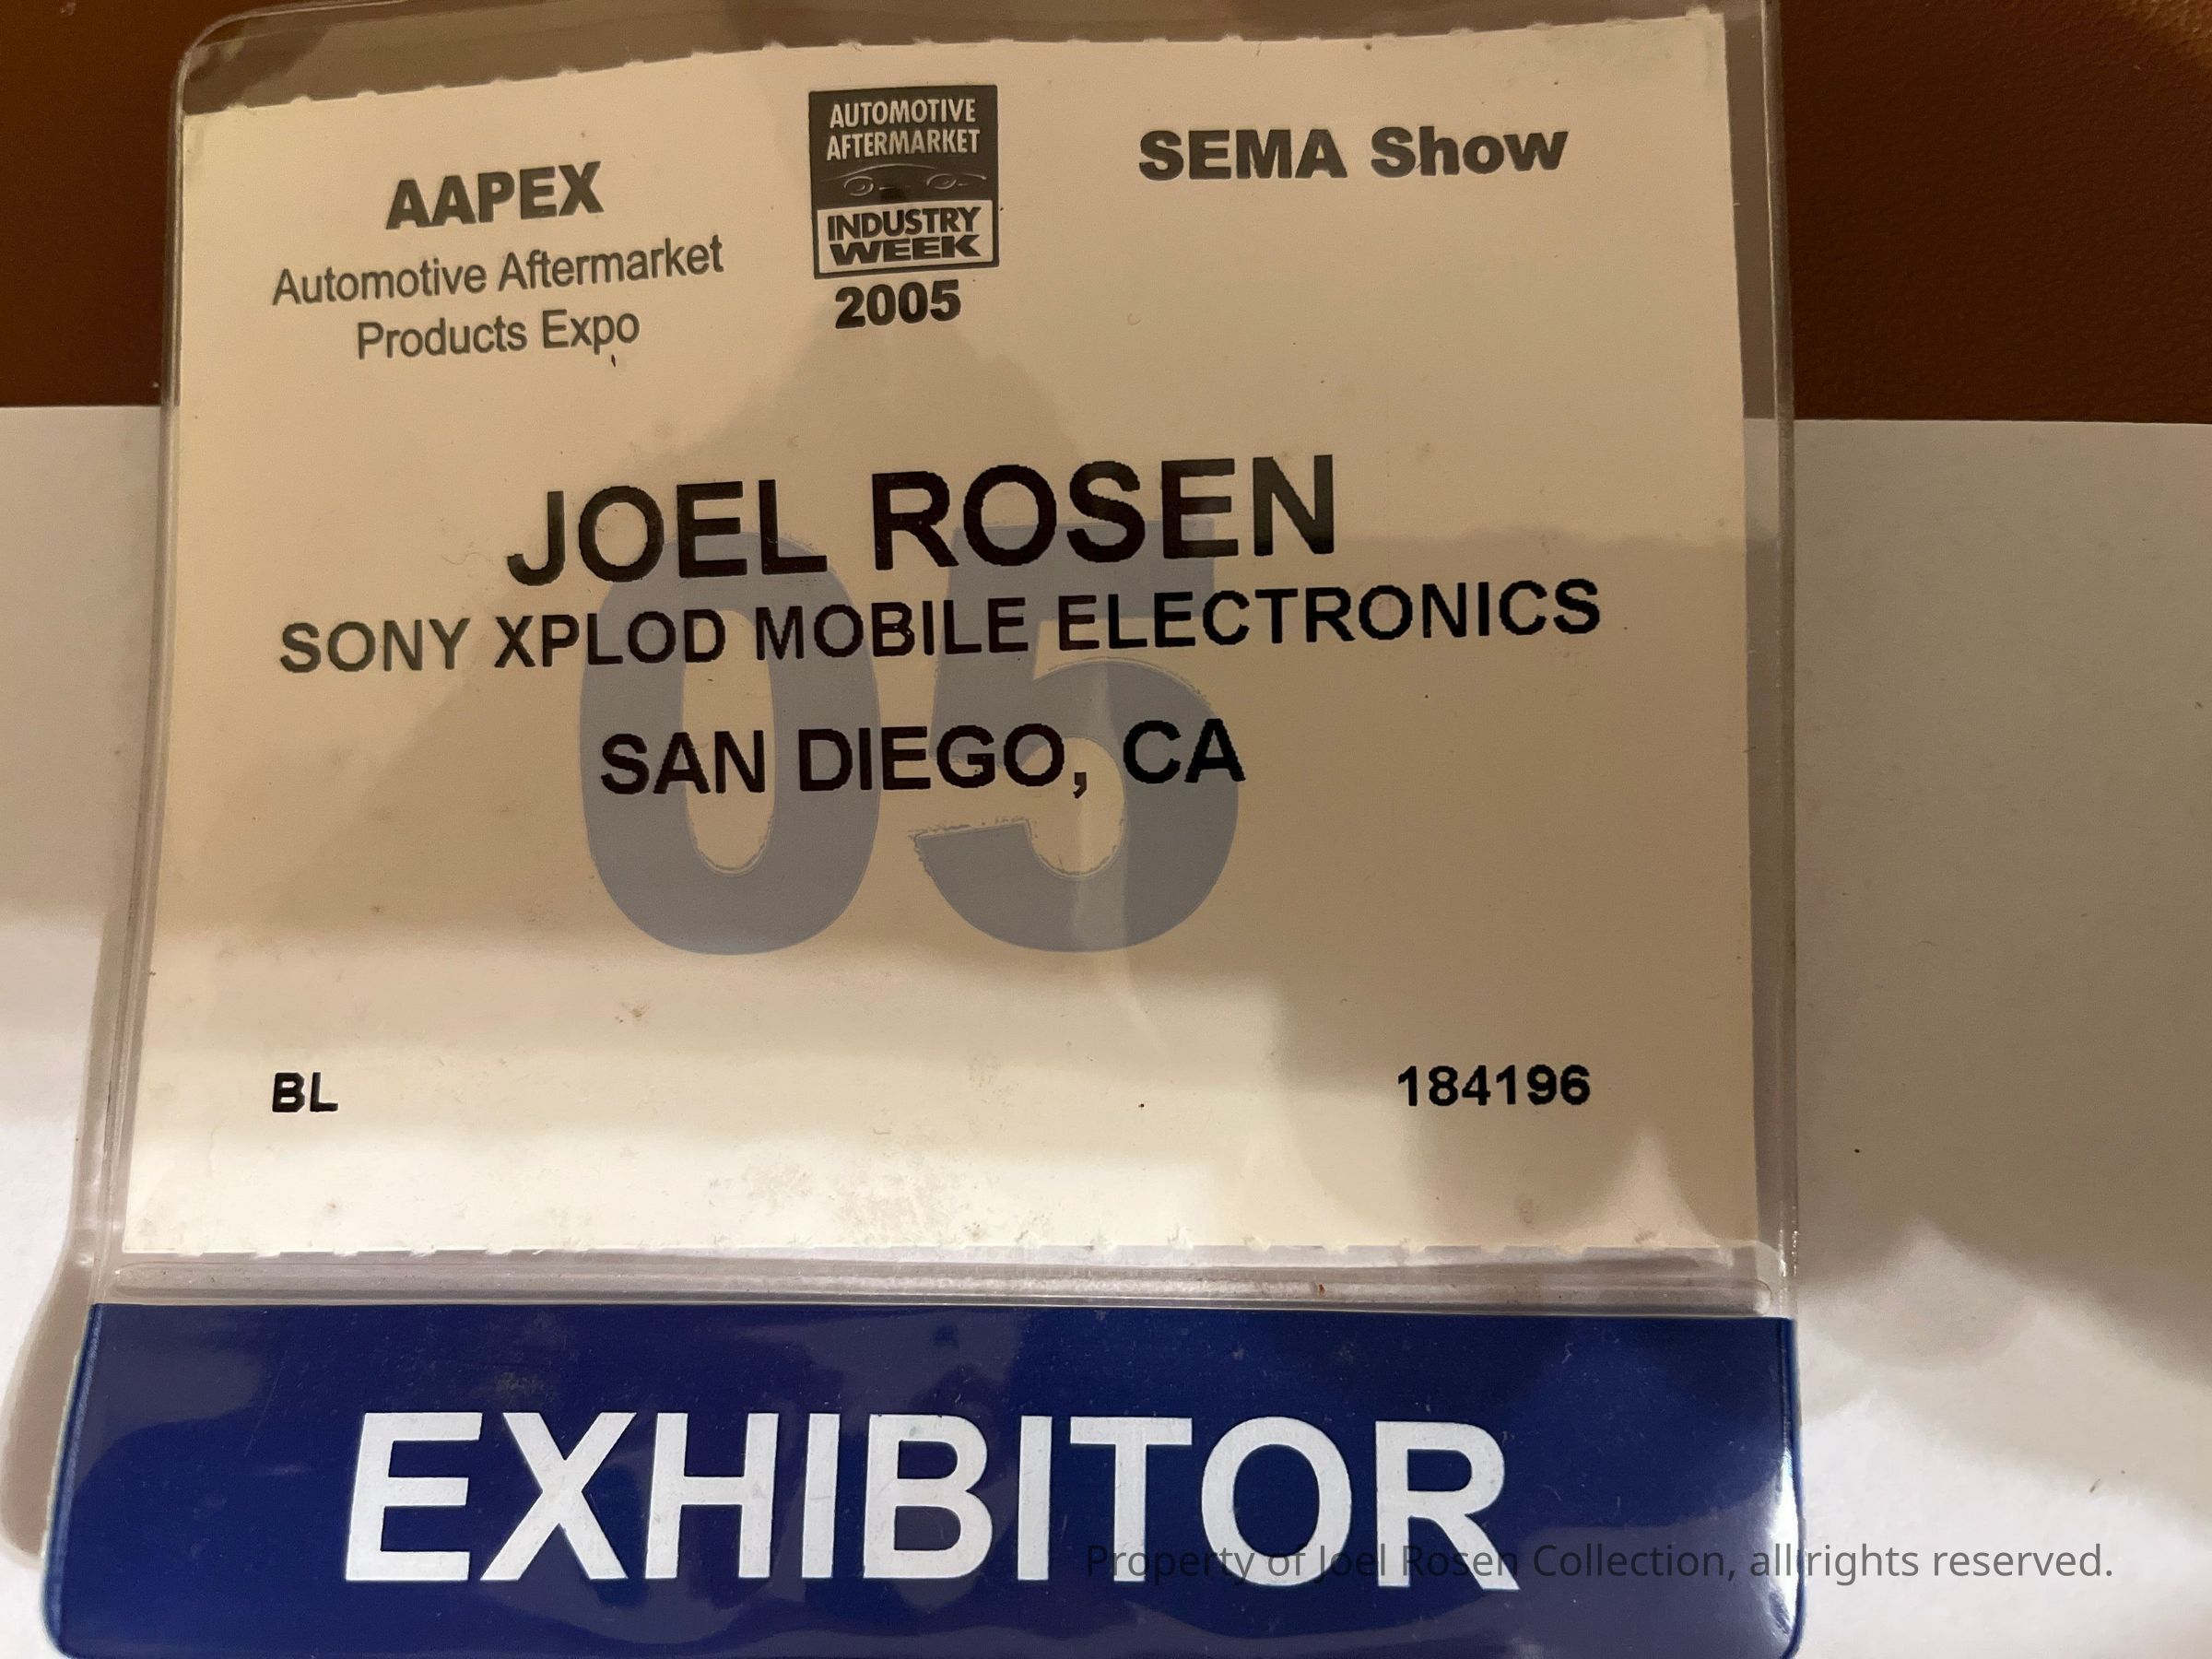 AAPEX
Automotive Aftermarket
Products Expo
AUTOMOTIVE
AFTERMARKET
INDUSTRY
WEEK
2005
SEMA Show
05
JOEL ROSEN
SONY XPLOD MOBILE ELECTRONICS
SAN DIEGO, CA
BL
184196
EXHIBITOR
Property of Joel Rosen Collection, all rights reserved.